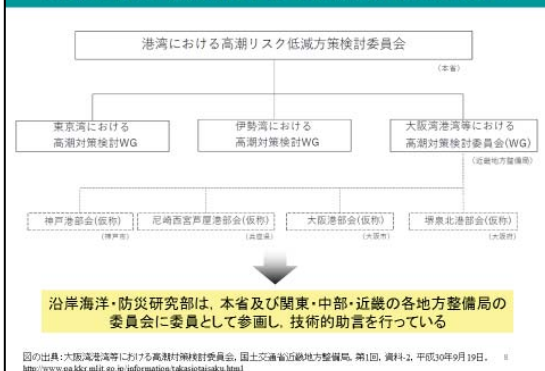 港湾における高潮リスク低減方策検討委員会
(本省)
東京湾における
高潮対策検討WG
伊勢湾における
高潮対策検討WG
大阪湾港湾等における
高潮対策検討委員会(WG)
(近畿地方整備局)
神戸港部会(仮称)
(神戸市)
尼崎西宮芦屋港部会(仮称)
(兵庫県)
大阪港部会(仮称)
(大阪市)
堺泉北港部会(仮称)
(大阪府)
沿岸海洋・防災研究部は、本省及び関東・中部・近畿の各地方整備局の
委員会に委員として参画し、技術的助言を行っている
図の出典:大阪湾港湾等における高潮対策検討委員会, 国土交通省近畿地方整備局, 第1回, 資料-2, 平成30年9月19日.
8
http://www.pa.kkr.mlit.go.jp/information/takasiotaisaku.html